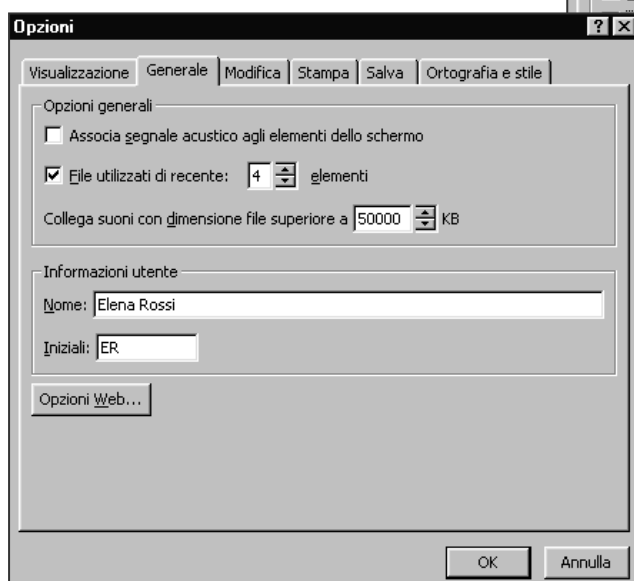 Opzioni
Visualizzazione Generale Modifica Stampa Salva Ortografia e stile
Opzioni generali
Associa segnale acustico agli elementi dello schermo
File utilizzati di recente: 4 elementi
Collega suoni con dimensione file superiore a 50000 KB
Informazioni utente
Nome: Elena Rossi
Iniziali: ER
Opzioni Web...
OK Annulla